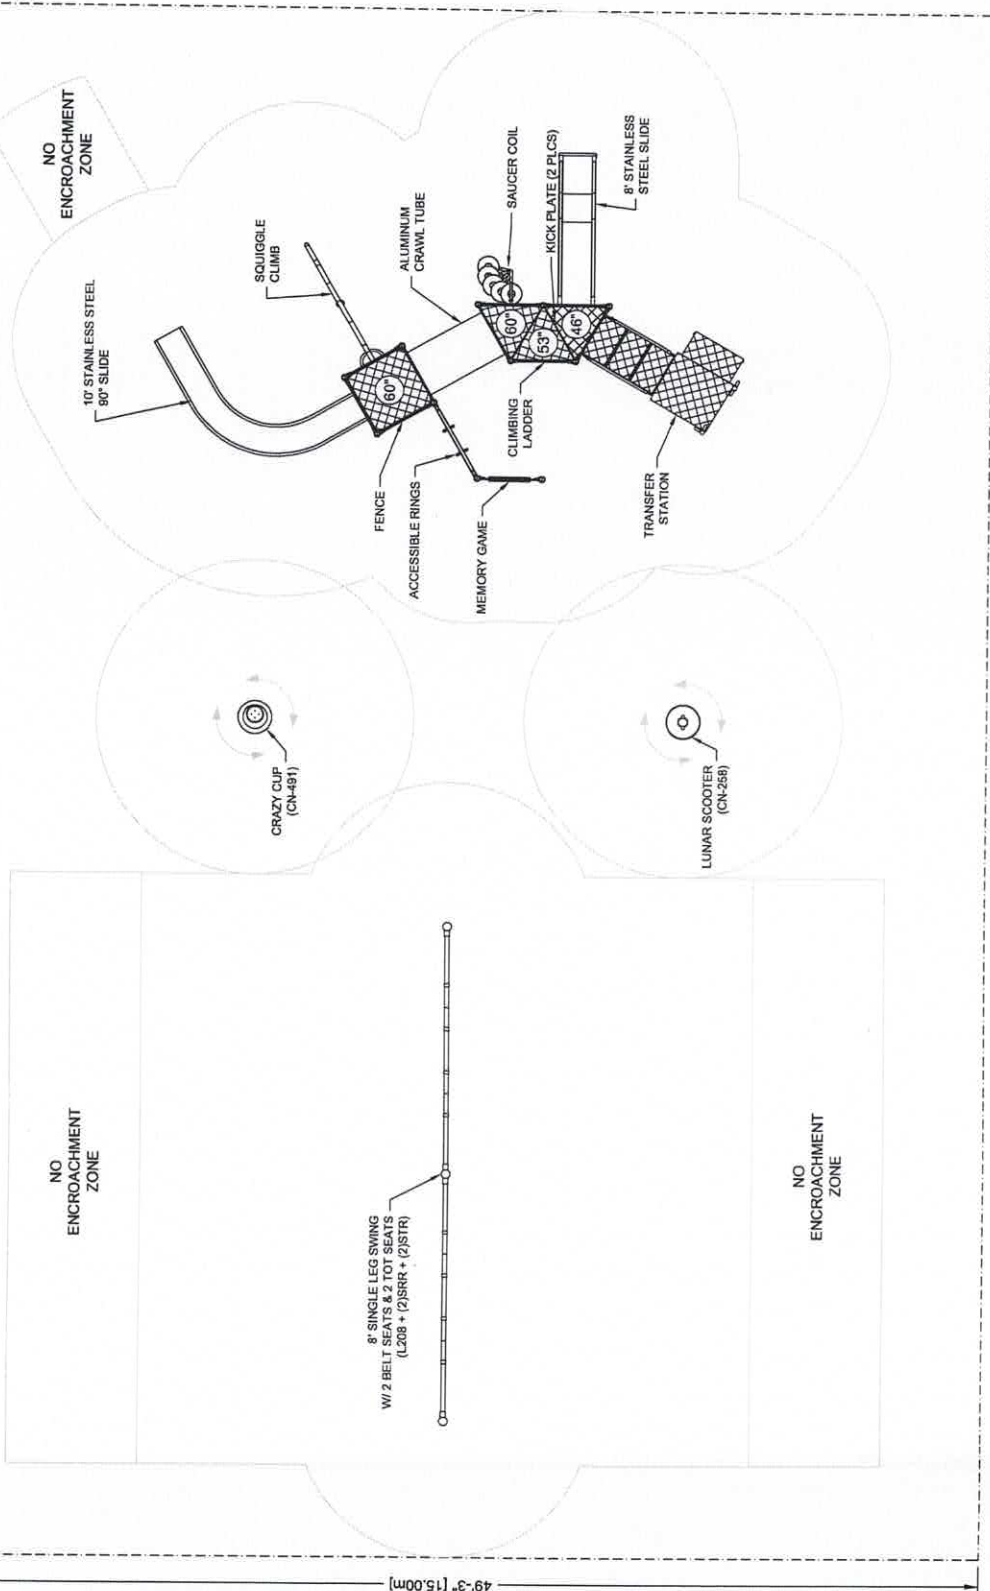 NO
ENCROACHMENT
ZONE
10' STAINLESS STEEL
90° SLIDE
SQUIGGLE
CLIMB
ALUMINUM
CRAWL TUBE
SAUCER COIL
KICK PLATE (2 PLCS)
8' STAINLESS
STEEL SLIDE
60"
60"
53"
46"
FENCE
ACCESSIBLE RINGS
MEMORY GAME
CLIMBING
LADDER
TRANSFER
STATION
CRAZY CUP
(CN-491)
LUNAR SCOOTER
(CN-268)
NO
ENCROACHMENT
ZONE
8' SINGLE LEG SWING
W/ 2 BELT SEATS & 2 TOT SEATS
(L208 + (2)SRR + (2)STR)
NO
ENCROACHMENT
ZONE
49'-3" [15.00m]